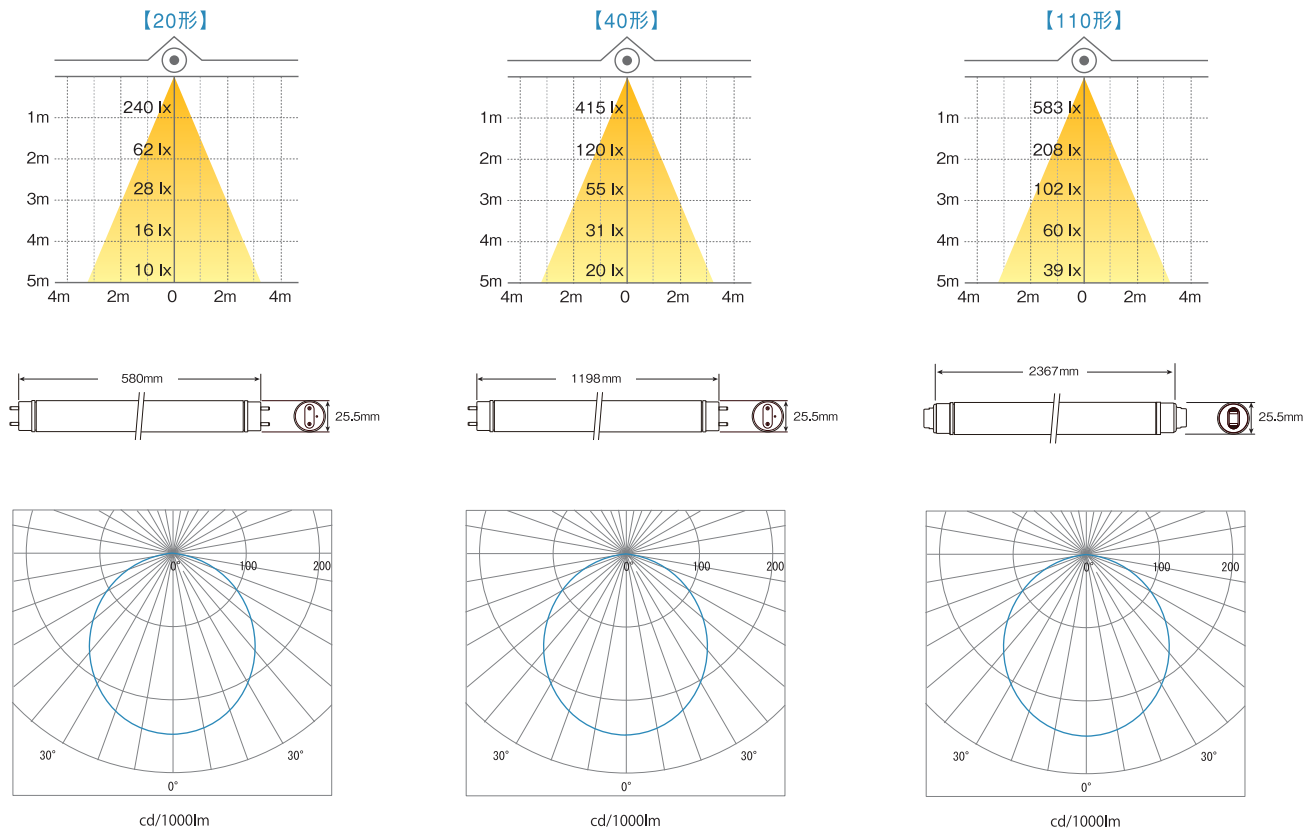 【20形】
240 lx
1m
62 lx
2m
28 lx
3m
16 lx
4m
10 lx
5m
4m 2m 0 2m 4m
【40形】
415 lx
1m
120 lx
2m
55 lx
3m
31 lx
4m
20 lx
5m
4m 2m 0 2m 4m
【110形】
583 lx
1m
208 lx
2m
102 lx
3m
60 lx
4m
39 lx
5m
4m 2m 0 2m 4m
580mm
25.5mm
1198mm
25.5mm
2367mm
25.5mm
0° 100 200
30° 30°
0°
cd/1000lm
0° 100 200
30° 30°
0°
cd/1000lm
0° 100 200
30° 30°
0°
cd/1000lm